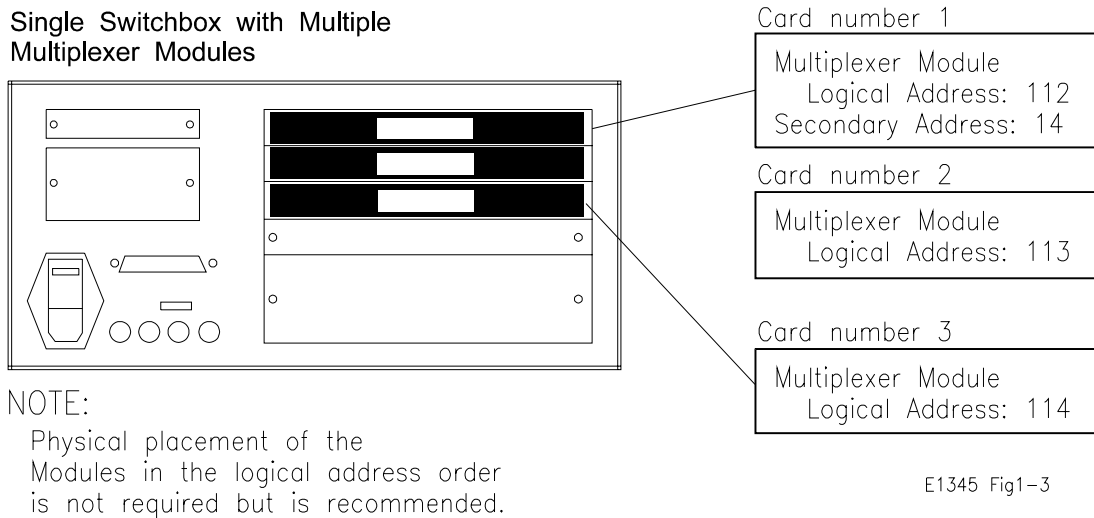 Single Switchbox with Multiple
Multiplexer Modules
Card number 1
Multiplexer Module
Logical Address: 112
Secondary Address: 14
Card number 2
Multiplexer Module
Logical Address: 113
Card number 3
Multiplexer Module
Logical Address: 114
NOTE:
Physical placement of the
Modules in the logical address order
is not required but is recommended.
E1345 Fig1-3